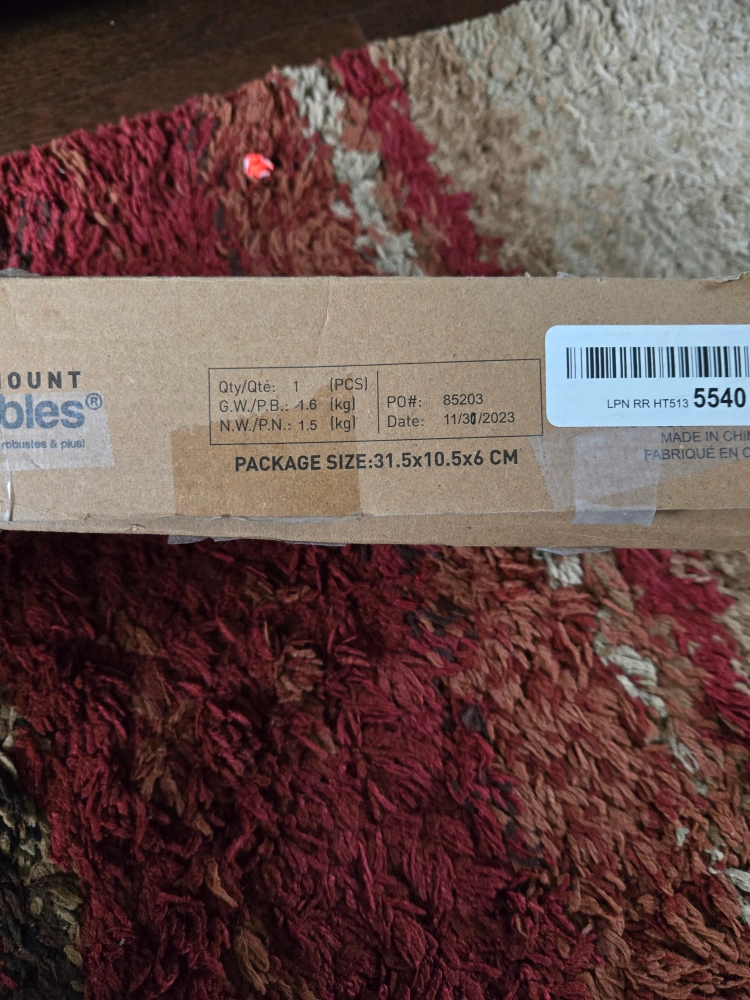 OUNT
bles®
robustes & plus!
Qty/Qté: 1 (PCS)
G.W./P.B.: 1.6 (kg)
N.W./P.N.: 1.5 (kg)
PO#: 85203
Date: 11/30/2023
PACKAGE SIZE:31.5x10.5x6 CM
LPN RR HT513 5540
MADE IN CHI
FABRIQUÉ EN C